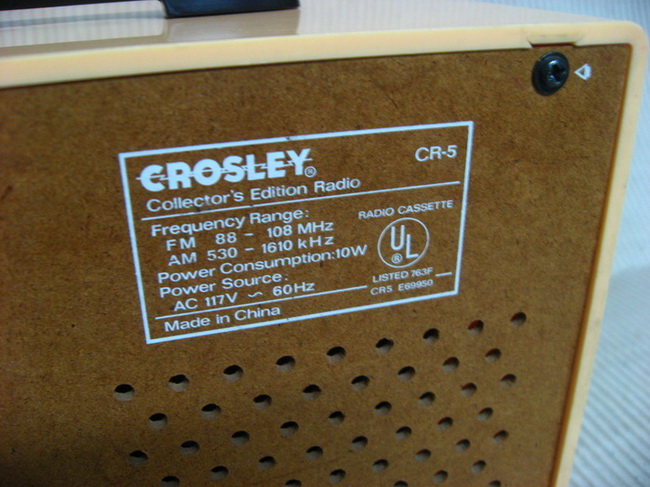 CROSLEY®
CR-5
Collector's Edition Radio
Frequency Range:
FM 88 - 108 MHz
AM 530 - 1610 kHz
Power Consumption:10W
Power Source:
AC 117V ~ 60Hz
RADIO CASSETTE
UL
®
LISTED 763F
CR5 E69950
Made in China